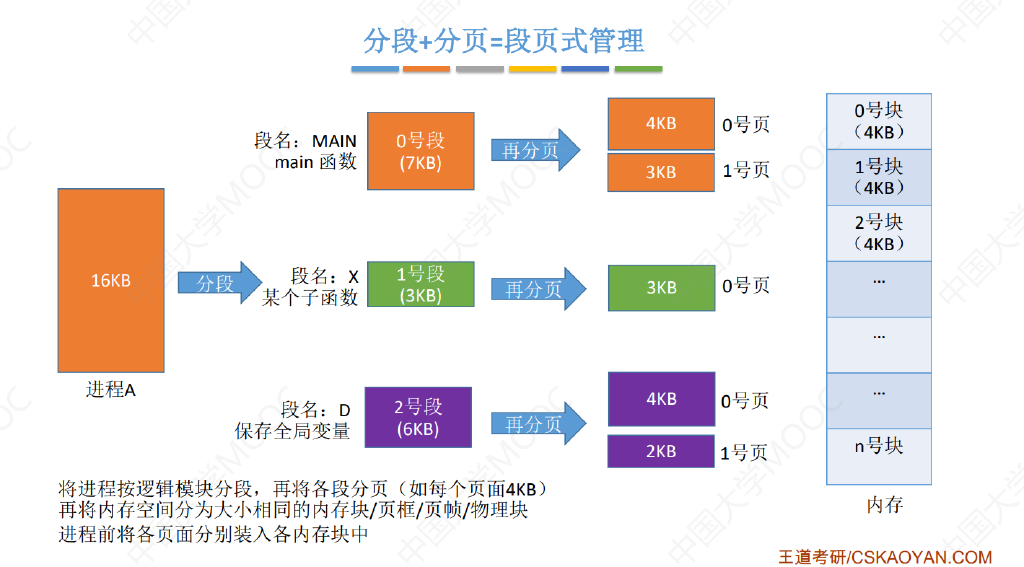 分段+分页=段页式管理
段名：MAIN
main 函数
0号段
(7KB)
再分页
4KB
0号页
3KB
1号页
16KB
进程A
分段
段名：X
某个子函数
1号段
(3KB)
再分页
3KB
0号页
段名：D
保存全局变量
2号段
(6KB)
再分页
4KB
0号页
2KB
1号页
0号块
（4KB）
1号块
（4KB）
2号块
（4KB）
...
...
...
n号块
内存
将进程按逻辑模块分段，再将各段分页（如每个页面4KB）
再将内存空间分为大小相同的内存块/页框/页帧/物理块
进程前将各页面分别装入各内存块中
王道考研/CSKAOYAN.COM
中国大学MOOC